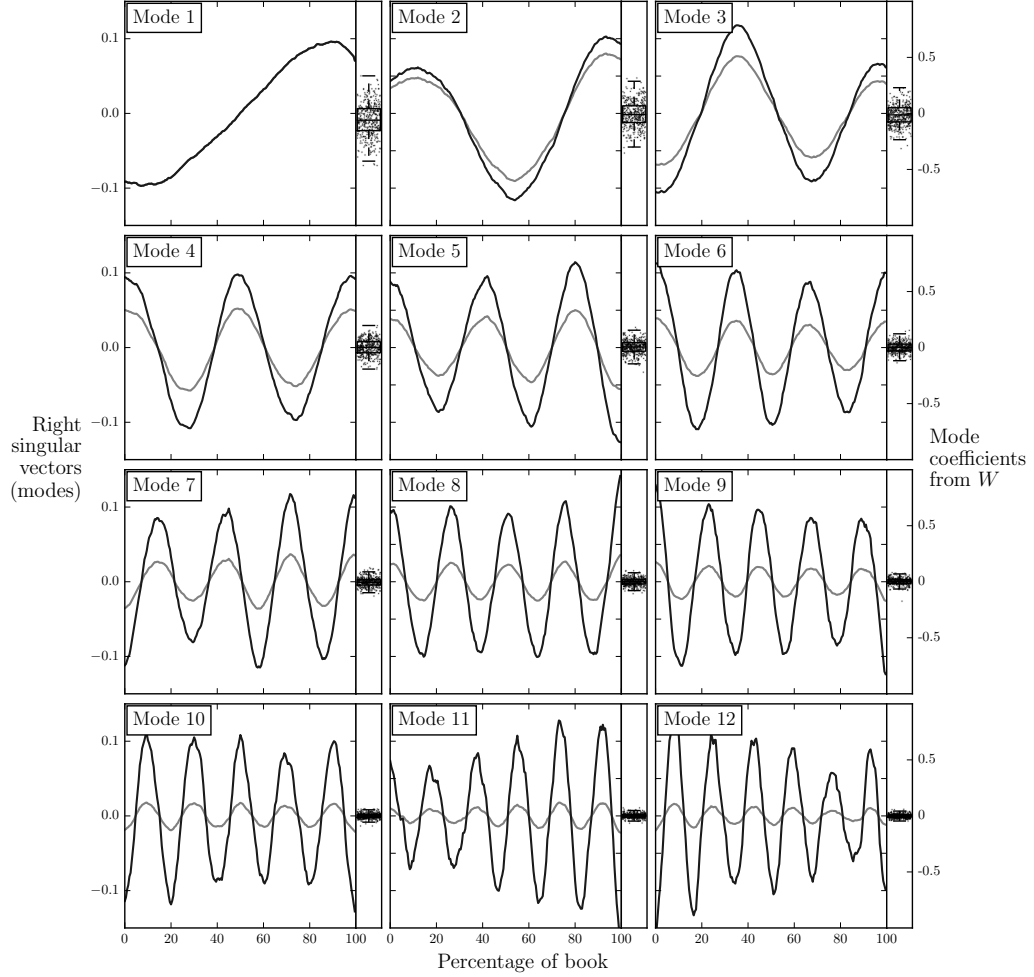 Mode 1
Mode 2
Mode 3
0.1
0.0
−0.1
0.5
0
-0.5
Mode 4
Mode 5
Mode 6
0.1
0.0
−0.1
0.5
0
-0.5
Right
singular
vectors
(modes)
Mode
coefficients
from W
Mode 7
Mode 8
Mode 9
0.1
0.0
−0.1
0.5
0
-0.5
Mode 10
Mode 11
Mode 12
0.1
0.0
−0.1
0.5
0
-0.5
0 20 40 60 80 100 0 20 40 60 80 100 0 20 40 60 80 100
Percentage of book